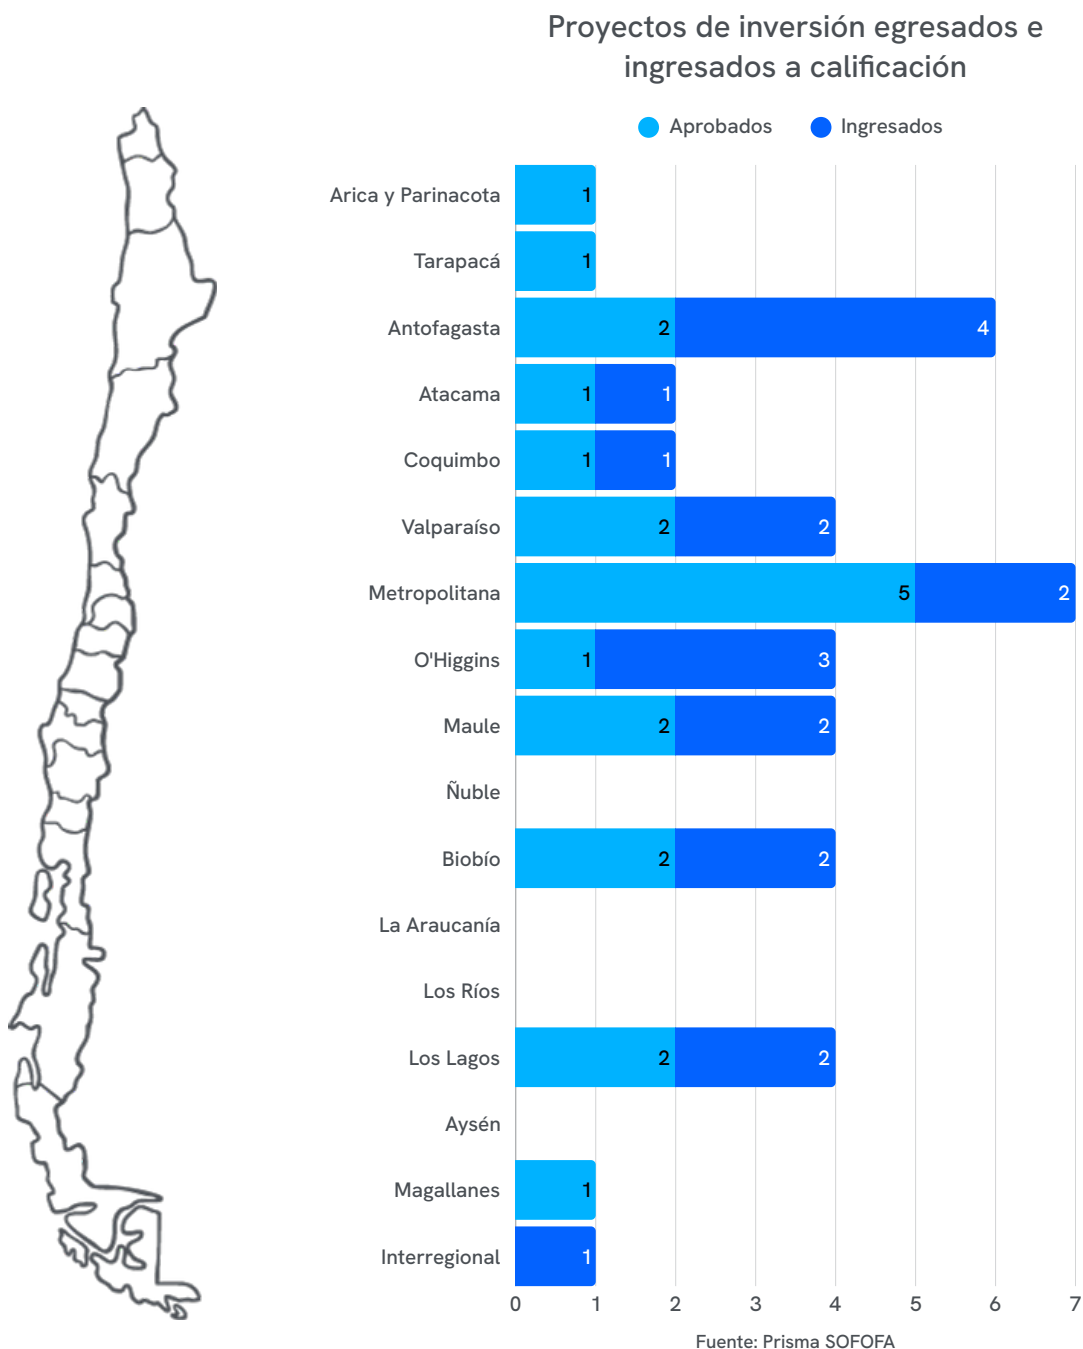 Proyectos de inversión egresados e
ingresados a calificación
Aprobados Ingresados
Arica y Parinacota 1
Tarapacá 1
Antofagasta 2 4
Atacama 1 1
Coquimbo 1 1
Valparaíso 2 2
Metropolitana 5 2
O'Higgins 1 3
Maule 2 2
Ñuble
Biobío 2 2
La Araucanía
Los Ríos
Los Lagos 2 2
Aysén
Magallanes 1
Interregional 1
0 1 2 3 4 5 6 7
Fuente: Prisma SOFOFA